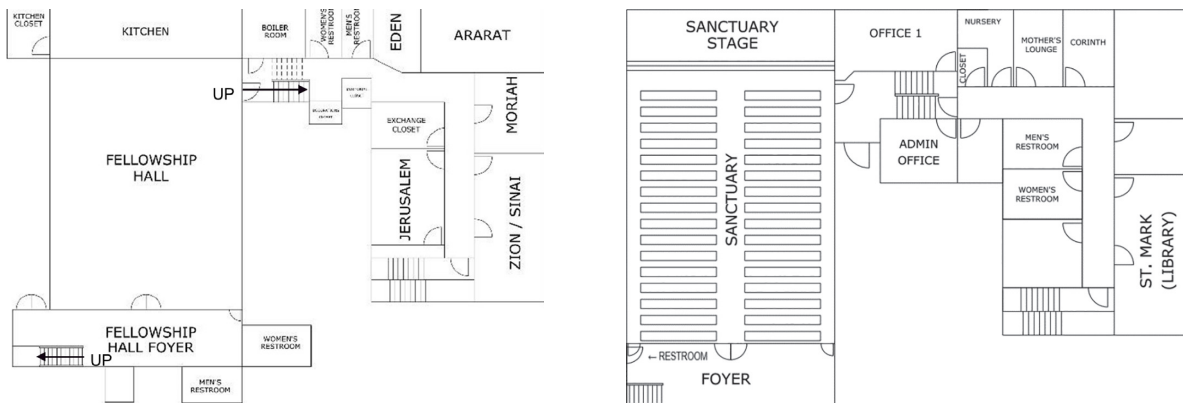 KITCHEN
CLOSET
KITCHEN
BOILER
ROOM
WOMEN'S
RESTROOM
MEN'S
RESTROOM
EDEN
ARARAT
UP
MORIAH
EXCHANGE
CLOSET
FELLOWSHIP
HALL
JERUSALEM
ZION / SINAI
FELLOWSHIP
HALL FOYER
UP
WOMEN'S
RESTROOM
MEN'S
RESTROOM
SANCTUARY
STAGE
OFFICE 1
NURSERY
MOTHER'S
LOUNGE
CORINTH
CLOSET
ADMIN
OFFICE
MEN'S
RESTROOM
WOMEN'S
RESTROOM
SANCTUARY
ST. MARK
(LIBRARY)
← RESTROOM
FOYER